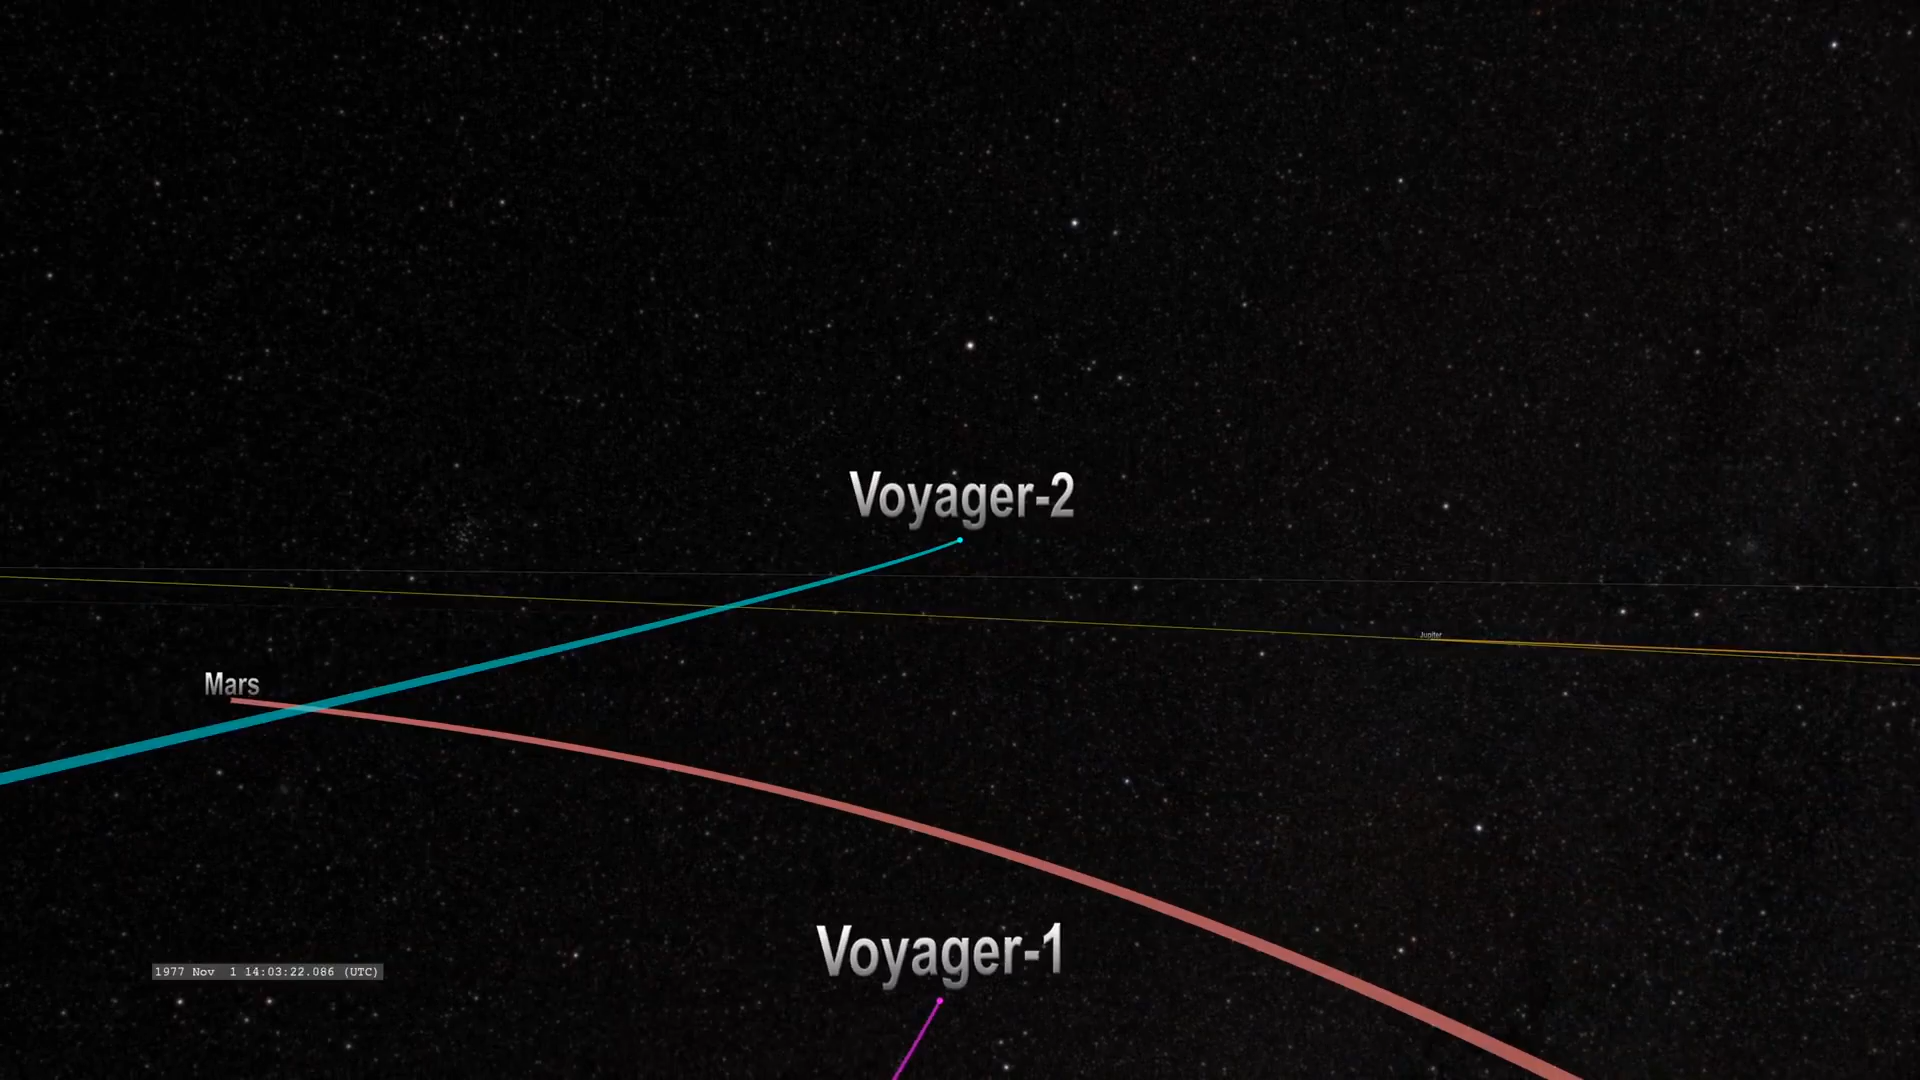 Voyager-2
Jupiter
Mars
Voyager-1
1977 Nov  1 14:03:22.086 (UTC)